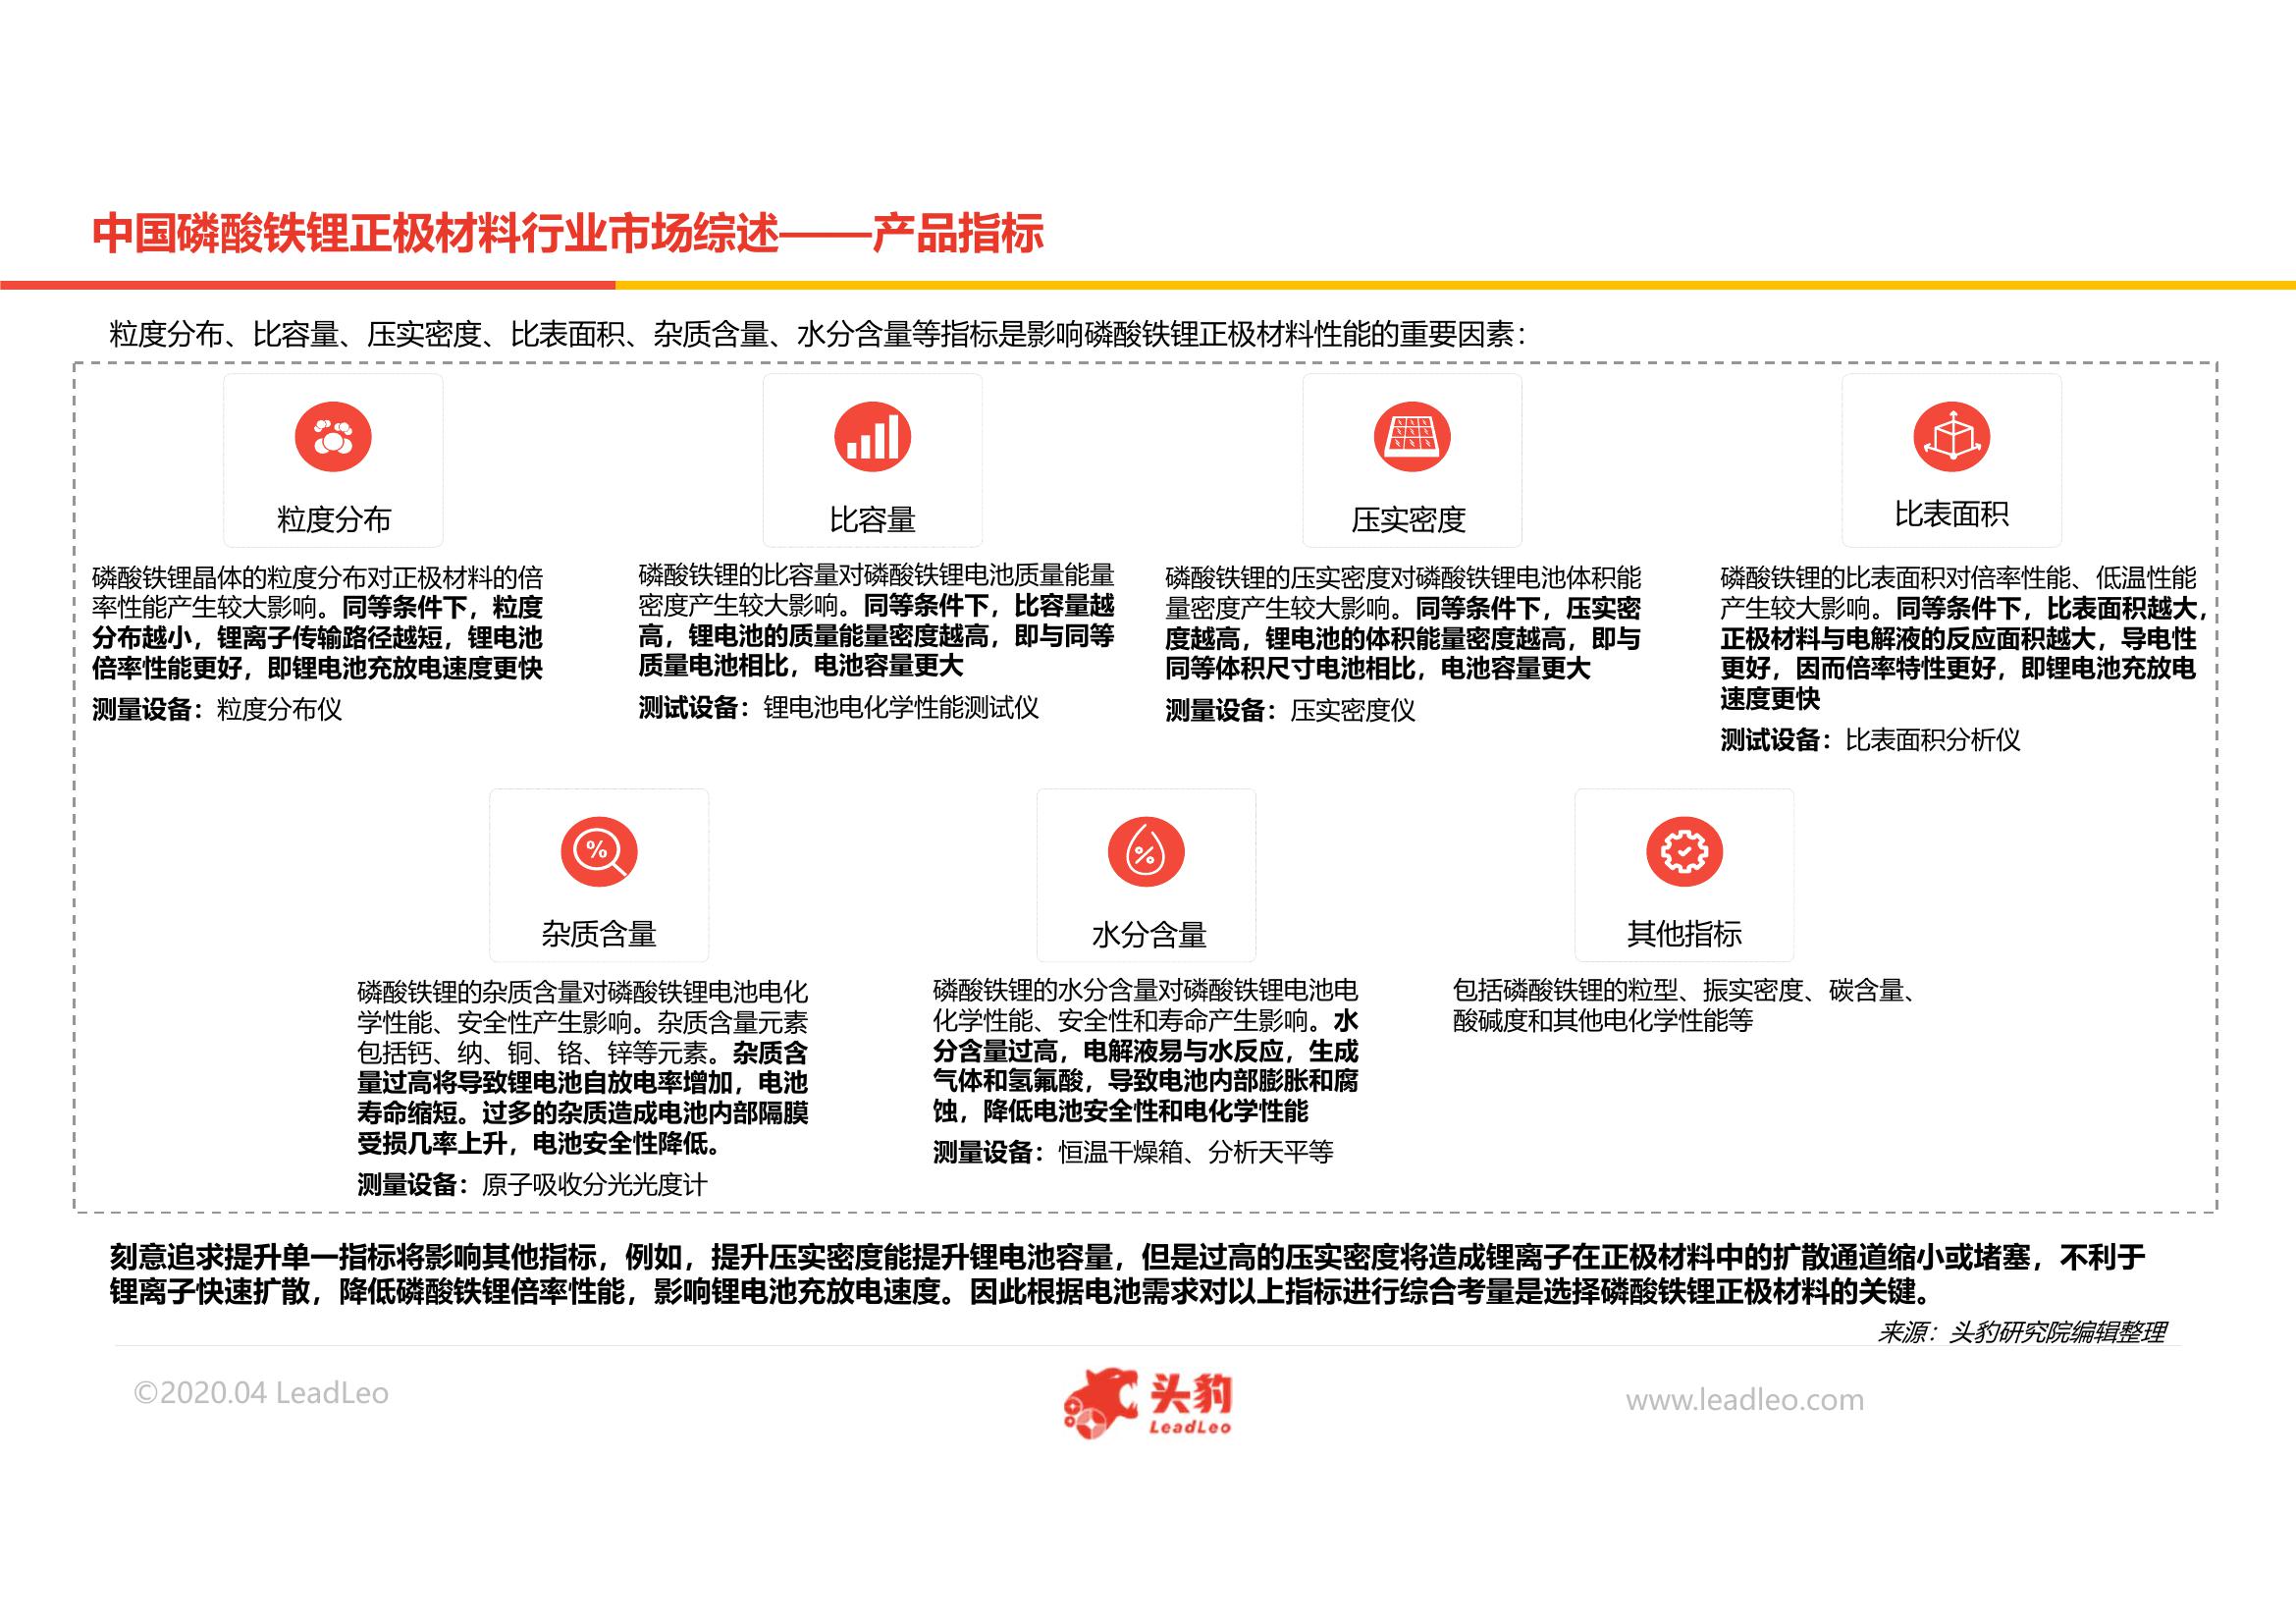 中国磷酸铁锂正极材料行业市场综述——产品指标
粒度分布、比容量、压实密度、比表面积、杂质含量、水分含量等指标是影响磷酸铁锂正极材料性能的重要因素：
粒度分布
磷酸铁锂晶体的粒度分布对正极材料的倍
率性能产生较大影响。同等条件下，粒度
分布越小，锂离子传输路径越短，锂电池
倍率性能更好，即锂电池充放电速度更快
测量设备：粒度分布仪
比容量
磷酸铁锂的比容量对磷酸铁锂电池质量能量
密度产生较大影响。同等条件下，比容量越
高，锂电池的质量能量密度越高，即与同等
质量电池相比，电池容量更大
测试设备：锂电池电化学性能测试仪
压实密度
磷酸铁锂的压实密度对磷酸铁锂电池体积能
量密度产生较大影响。同等条件下，压实密
度越高，锂电池的体积能量密度越高，即与
同等体积尺寸电池相比，电池容量更大
测量设备：压实密度仪
比表面积
磷酸铁锂的比表面积对倍率性能、低温性能
产生较大影响。同等条件下，比表面积越大，
正极材料与电解液的反应面积越大，导电性
更好，因而倍率特性更好，即锂电池充放电
速度更快
测试设备：比表面积分析仪
%
杂质含量
磷酸铁锂的杂质含量对磷酸铁锂电池电化
学性能、安全性产生影响。杂质含量元素
包括钙、纳、铜、铬、锌等元素。杂质含
量过高将导致锂电池自放电率增加，电池
寿命缩短。过多的杂质造成电池内部隔膜
受损几率上升，电池安全性降低。
测量设备：原子吸收分光光度计
%
水分含量
磷酸铁锂的水分含量对磷酸铁锂电池电
化学性能、安全性和寿命产生影响。水
分含量过高，电解液易与水反应，生成
气体和氢氟酸，导致电池内部膨胀和腐
蚀，降低电池安全性和电化学性能
测量设备：恒温干燥箱、分析天平等
其他指标
包括磷酸铁锂的粒型、振实密度、碳含量、
酸碱度和其他电化学性能等
刻意追求提升单一指标将影响其他指标，例如，提升压实密度能提升锂电池容量，但是过高的压实密度将造成锂离子在正极材料中的扩散通道缩小或堵塞，不利于
锂离子快速扩散，降低磷酸铁锂倍率性能，影响锂电池充放电速度。因此根据电池需求对以上指标进行综合考量是选择磷酸铁锂正极材料的关键。
来源：头豹研究院编辑整理
©2020.04 LeadLeo
头豹
LeadLeo
www.leadleo.com